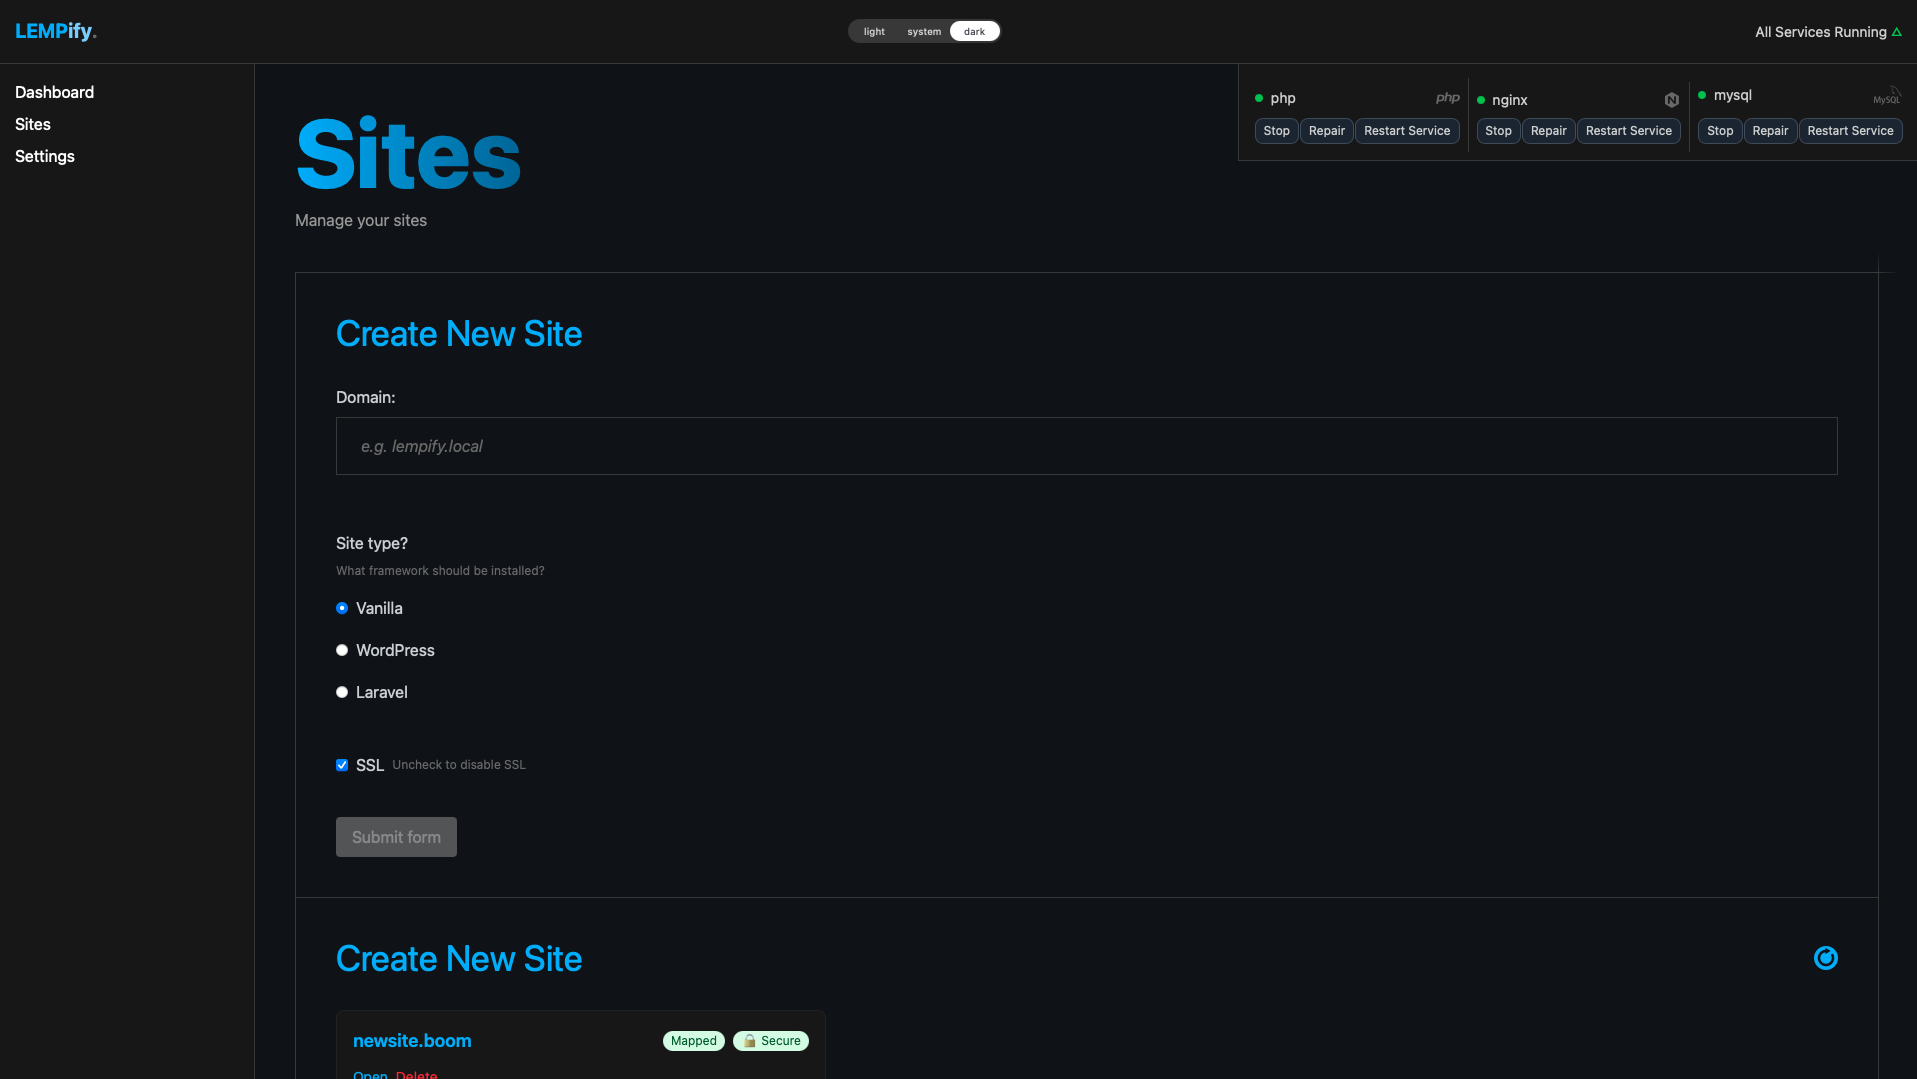 LEMPify.
light system dark
All Services Running
Dashboard
Sites
Settings
php php
Stop Repair Restart Service
nginx N
Stop Repair Restart Service
mysql MySQL
Stop Repair Restart Service
Sites
Manage your sites
Create New Site
Domain:
e.g. lempify.local
Site type?
What framework should be installed?
Vanilla
WordPress
Laravel
SSL Uncheck to disable SSL
Submit form
Create New Site
newsite.boom Mapped Secure
Open Delete